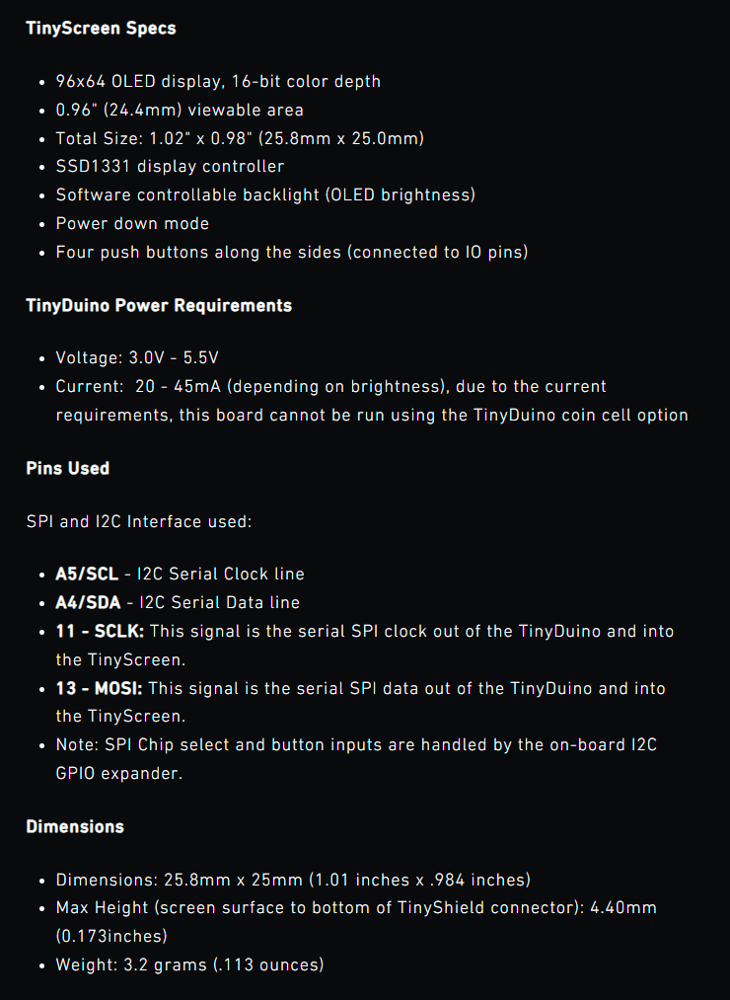 TinyScreen Specs
• 96x64 OLED display, 16-bit color depth
• 0.96" (24.4mm) viewable area
• Total Size: 1.02" x 0.98" (25.8mm x 25.0mm)
• SSD1331 display controller
• Software controllable backlight (OLED brightness)
• Power down mode
• Four push buttons along the sides (connected to IO pins)
TinyDuino Power Requirements
• Voltage: 3.0V - 5.5V
• Current:  20 - 45mA (depending on brightness), due to the current
requirements, this board cannot be run using the TinyDuino coin cell option
Pins Used
SPI and I2C Interface used:
• A5/SCL - I2C Serial Clock line
• A4/SDA - I2C Serial Data line
• 11 - SCLK: This signal is the serial SPI clock out of the TinyDuino and into
the TinyScreen.
• 13 - MOSI: This signal is the serial SPI data out of the TinyDuino and into
the TinyScreen.
• Note: SPI Chip select and button inputs are handled by the on-board I2C
GPIO expander.
Dimensions
• Dimensions: 25.8mm x 25mm (1.01 inches x .984 inches)
• Max Height (screen surface to bottom of TinyShield connector): 4.40mm
(0.173inches)
• Weight: 3.2 grams (.113 ounces)